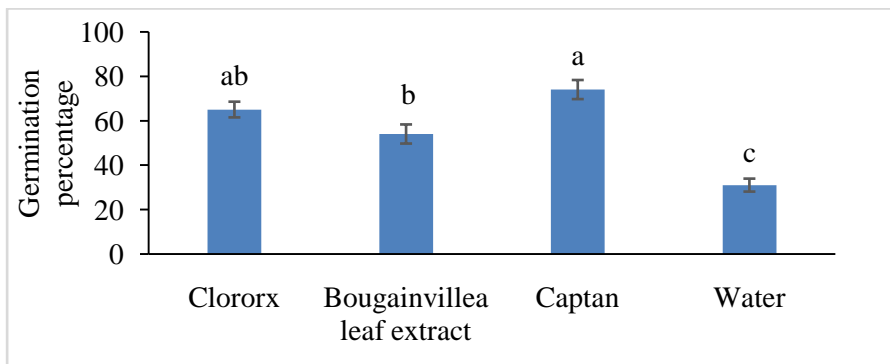 Germination
percentage
100
80
60
40
20
0
ab
b
a
c
Clororx
Bougainvillea
leaf extract
Captan
Water